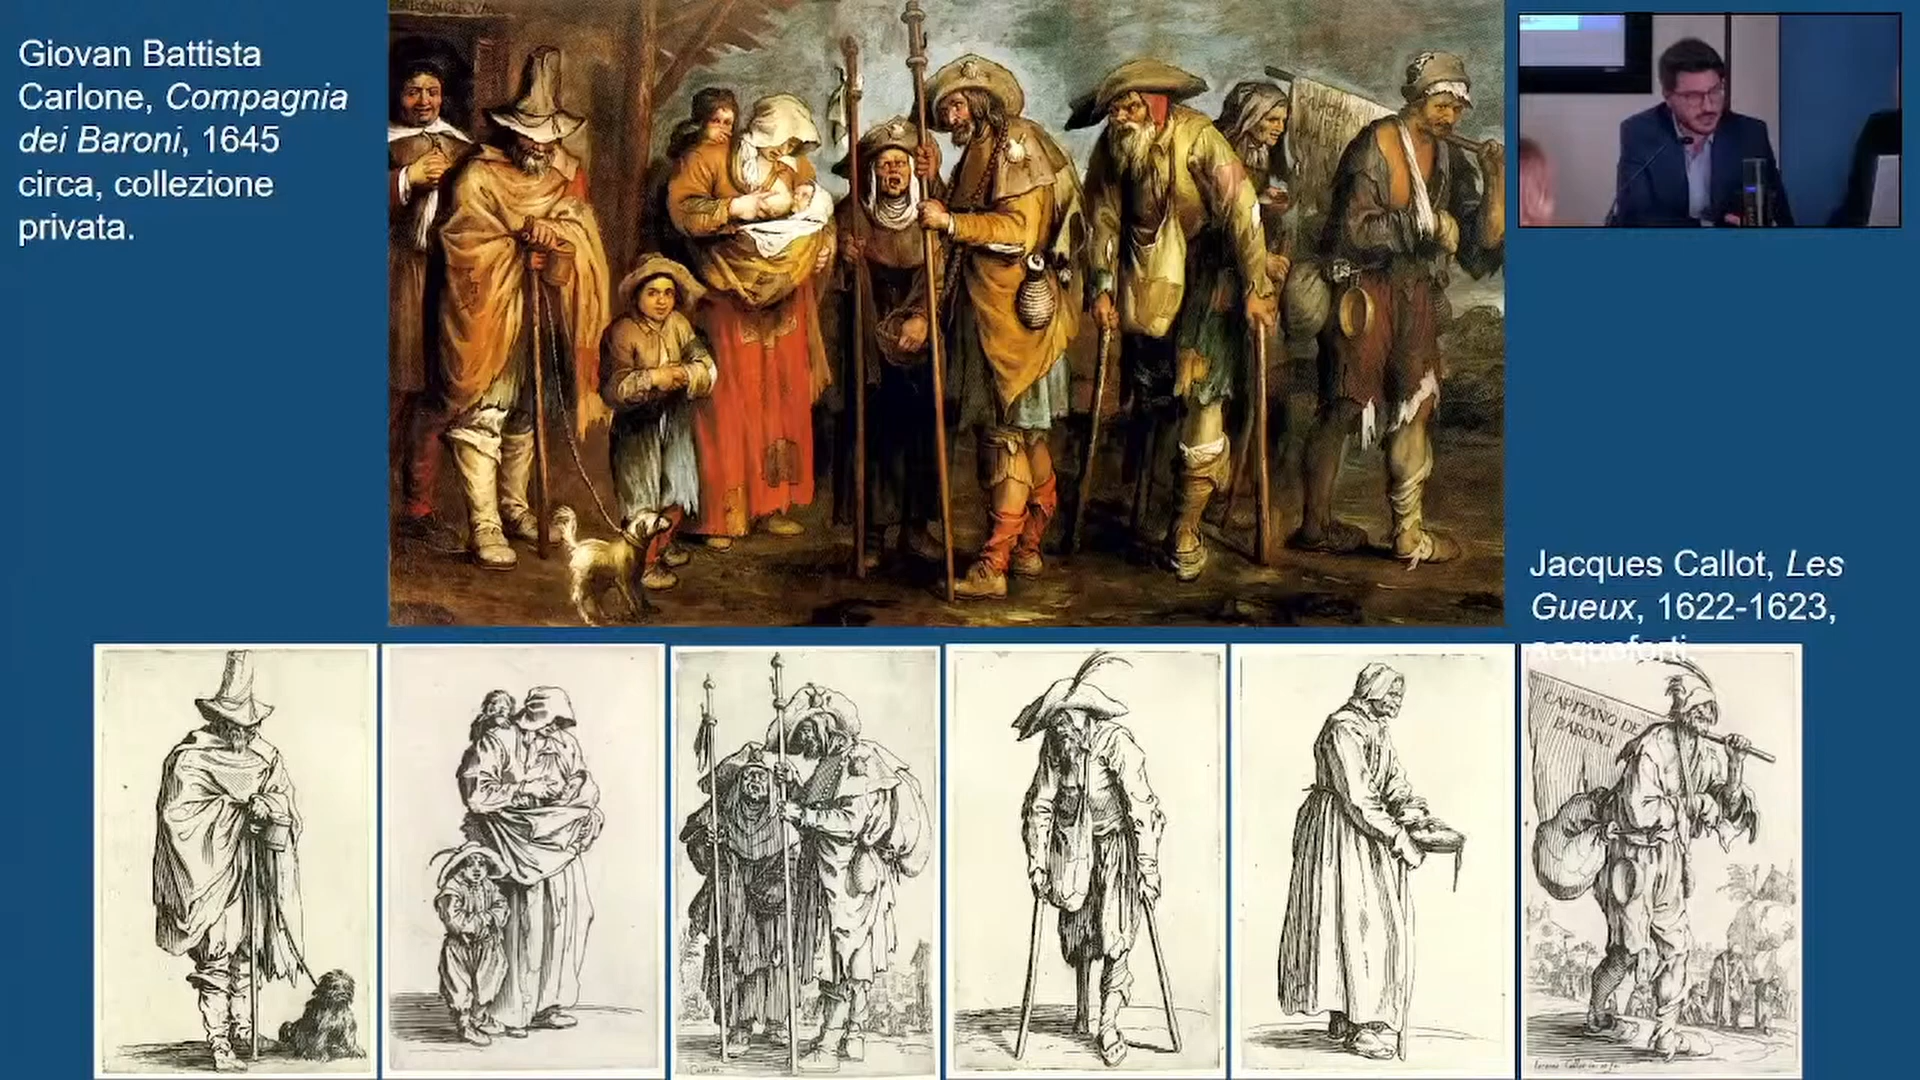 Giovan Battista
Carlone, Compagnia
dei Baroni, 1645
circa, collezione
privata.
Jacques Callot, Les
Gueux, 1622-1623,
acqueforti.
CAPITANO DE
BARONI